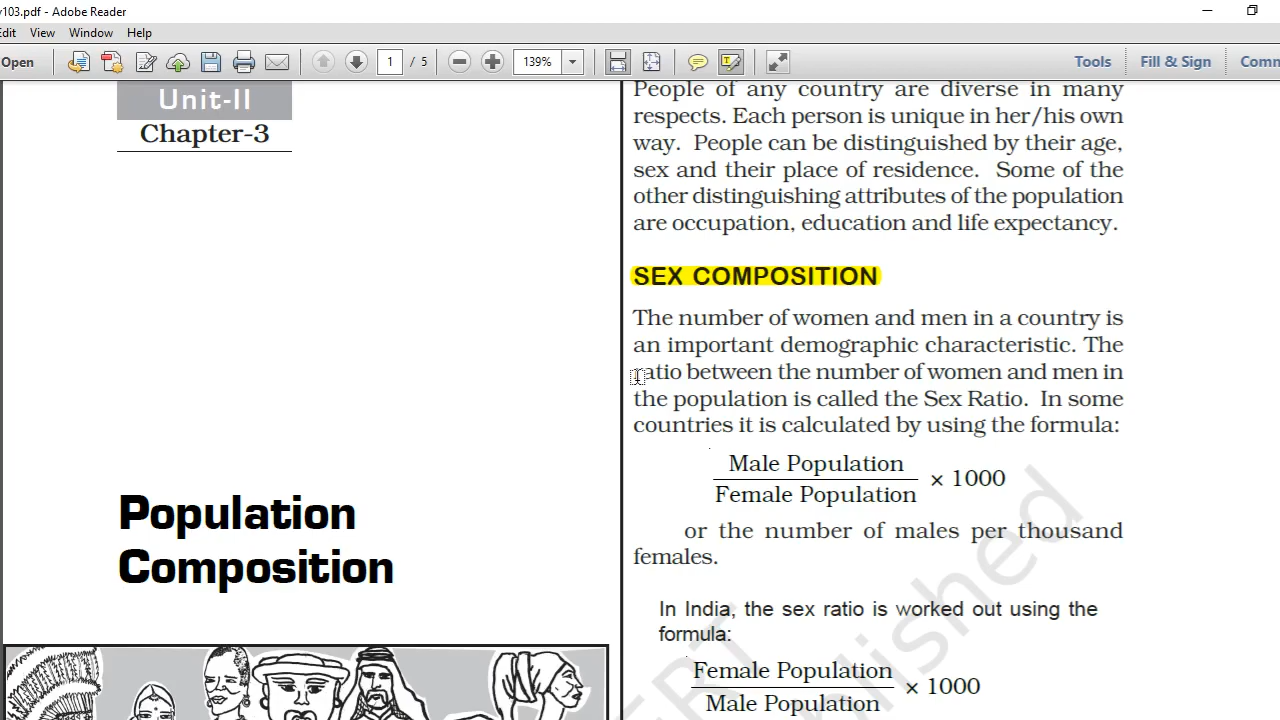 y103.pdf - Adobe Reader
Edit View Window Help
Open 1 / 5 139% Tools Fill & Sign Comm
Unit-II
Chapter-3
Population
Composition
People of any country are diverse in many
respects. Each person is unique in her/his own
way. People can be distinguished by their age,
sex and their place of residence. Some of the
other distinguishing attributes of the population
are occupation, education and life expectancy.
SEX COMPOSITION
The number of women and men in a country is
an important demographic characteristic. The
ratio between the number of women and men in
the population is called the Sex Ratio. In some
countries it is calculated by using the formula:
Male Population
Female Population × 1000
or the number of males per thousand
females.
In India, the sex ratio is worked out using the
formula:
Female Population
Male Population × 1000